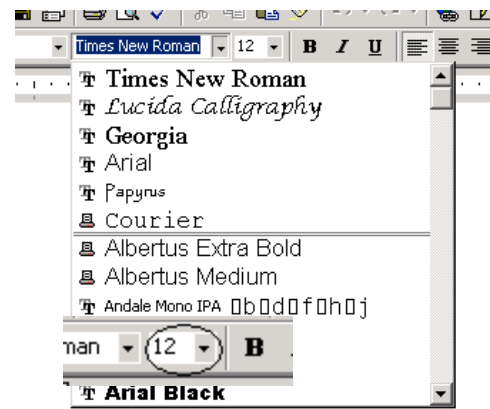 Times New Roman 12 B I U
Times New Roman
Lucida Calligraphy
Georgia
Arial
Papyrus
Courier
Albertus Extra Bold
Albertus Medium
Andale Mono IPA ▯b▯d▯f▯h▯j
man 12 B
Arial Black